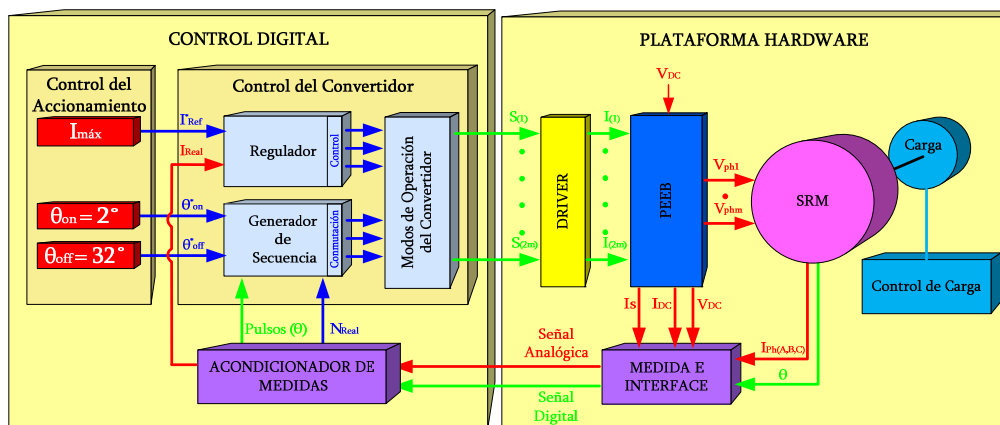 CONTROL DIGITAL
Control del
Accionamiento
Imáx
θon = 2°
θoff = 32°
Control del Convertidor
I*Ref
IReal
θ*on
θ*off
Regulador
Control
Generador
de
Secuencia
Conmutación
Modos de Operación
del Convertidor
Pulsos (θ)
NReal
ACONDICIONADOR DE
MEDIDAS
PLATAFORMA HARDWARE
S(1)
S(2m)
DRIVER
I(1)
I(2m)
VDC
PEEB
Vph1
Vphm
SRM
Carga
Control de Carga
Is
IDC
VDC
IPh(A,B,C)
θ
MEDIDA E
INTERFACE
Señal
Analógica
Señal
Digital